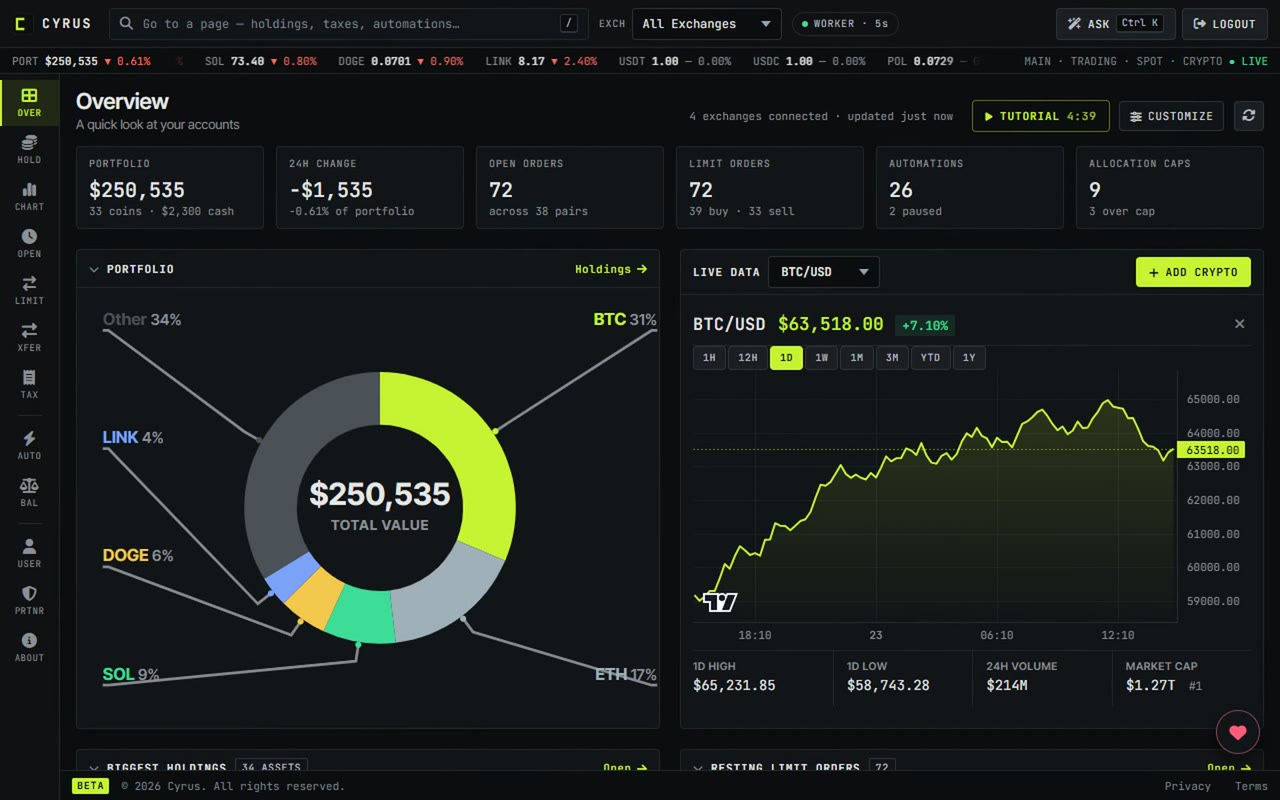 CYRUS
Go to a page — holdings, taxes, automations…
/
EXCH
All Exchanges
WORKER · 5s
ASK Ctrl K
LOGOUT
PORT $250,535 ▼ 0.61%
SOL 73.40 ▼ 0.80%
DOGE 0.0701 ▼ 0.90%
LINK 8.17 ▼ 2.40%
USDT 1.00 — 0.00%
USDC 1.00 — 0.00%
POL 0.0729 —
MAIN · TRADING · SPOT · CRYPTO
LIVE
OVER
HOLD
CHART
OPEN
LIMIT
XFER
TAX
AUTO
BAL
USER
PRTNR
ABOUT
Overview
A quick look at your accounts
4 exchanges connected · updated just now
TUTORIAL 4:39
CUSTOMIZE
PORTFOLIO
$250,535
33 coins · $2,300 cash
24H CHANGE
-$1,535
-0.61% of portfolio
OPEN ORDERS
72
across 38 pairs
LIMIT ORDERS
72
39 buy · 33 sell
AUTOMATIONS
26
2 paused
ALLOCATION CAPS
9
3 over cap
PORTFOLIO
Holdings →
Other 34%
BTC 31%
LINK 4%
DOGE 6%
SOL 9%
ETH 17%
$250,535
TOTAL VALUE
LIVE DATA
BTC/USD
+ ADD CRYPTO
BTC/USD $63,518.00 +7.10%
1H
12H
1D
1W
1M
3M
YTD
1Y
65000.00
64000.00
63518.00
63000.00
62000.00
61000.00
60000.00
59000.00
18:10
23
06:10
12:10
1D HIGH
$65,231.85
1D LOW
$58,743.28
24H VOLUME
$214M
MARKET CAP
$1.27T #1
BIGGEST HOLDINGS
34 ASSETS
Open →
RESTING LIMIT ORDERS
72
Open →
BETA
© 2026 Cyrus. All rights reserved.
Privacy
Terms